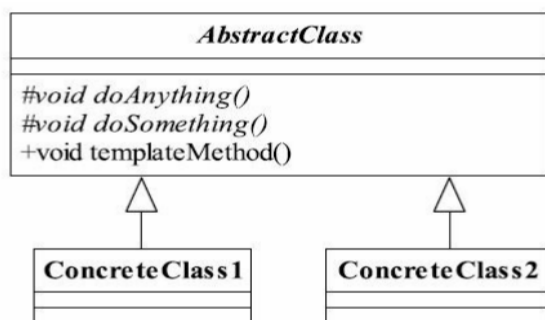 AbstractClass
#void doAnything()
#void doSomething()
+void templateMethod()
ConcreteClass1
ConcreteClass2